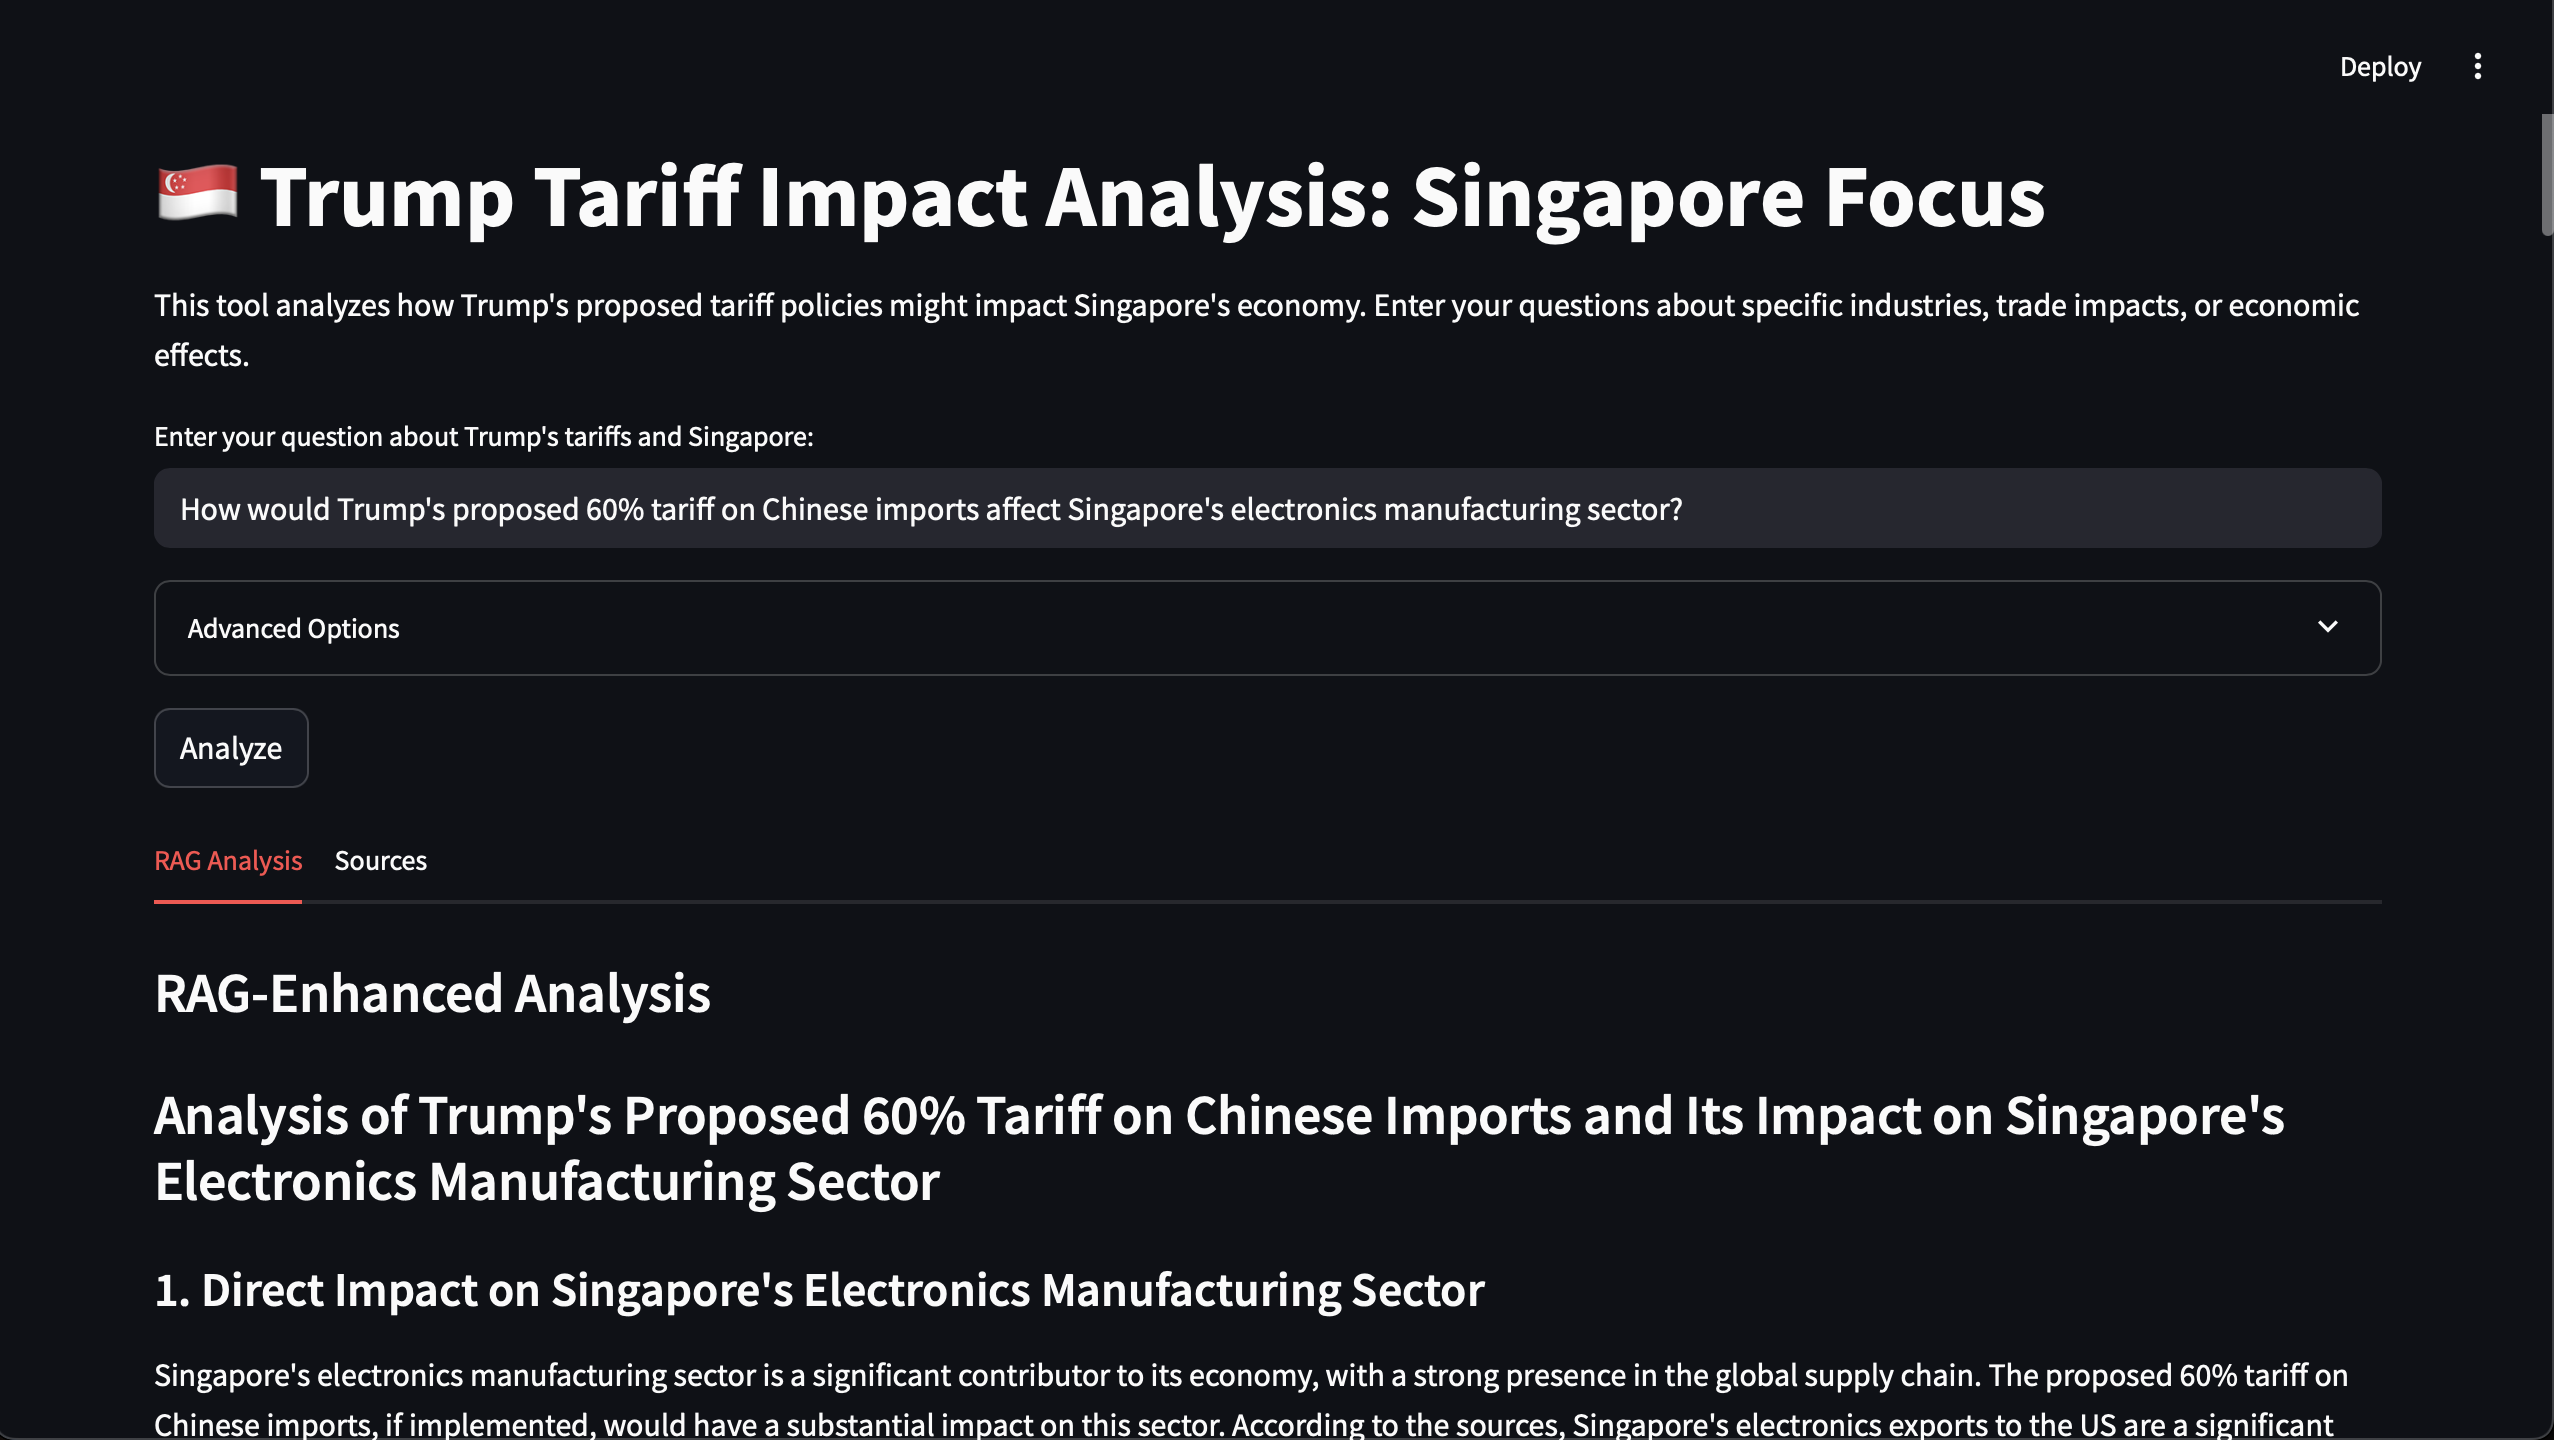 Deploy
Trump Tariff Impact Analysis: Singapore Focus
This tool analyzes how Trump's proposed tariff policies might impact Singapore's economy. Enter your questions about specific industries, trade impacts, or economic
effects.
Enter your question about Trump's tariffs and Singapore:
How would Trump's proposed 60% tariff on Chinese imports affect Singapore's electronics manufacturing sector?
Advanced Options
Analyze
RAG Analysis Sources
RAG-Enhanced Analysis
Analysis of Trump's Proposed 60% Tariff on Chinese Imports and Its Impact on Singapore's
Electronics Manufacturing Sector
1. Direct Impact on Singapore's Electronics Manufacturing Sector
Singapore's electronics manufacturing sector is a significant contributor to its economy, with a strong presence in the global supply chain. The proposed 60% tariff on
Chinese imports, if implemented, would have a substantial impact on this sector. According to the sources, Singapore's electronics exports to the US are a significant